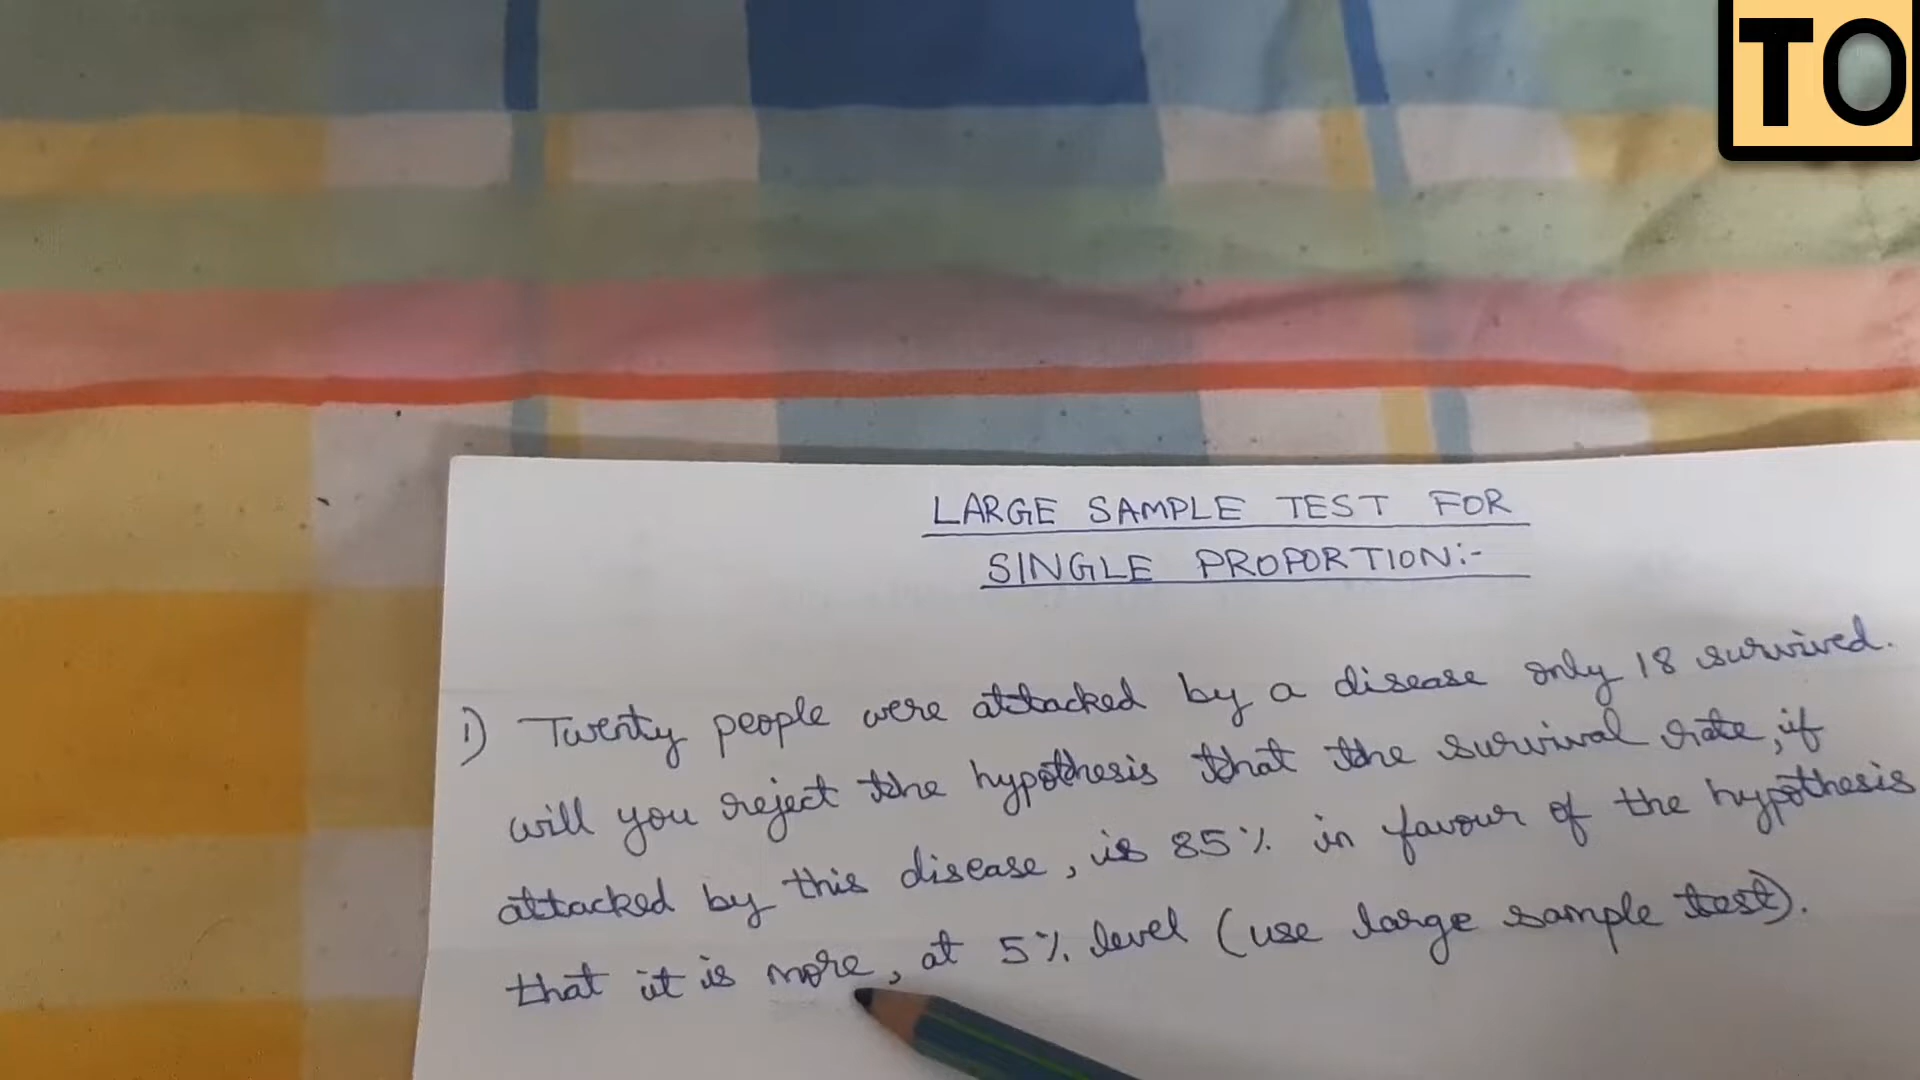 TO
LARGE SAMPLE TEST FOR
SINGLE PROPORTION:-
1) Twenty people were attacked by a disease only 18 survived.
will you reject the hypothesis that the survival rate, if
attacked by this disease, is 85% in favour of the hypothesis
that it is more, at 5% level (use large sample test).